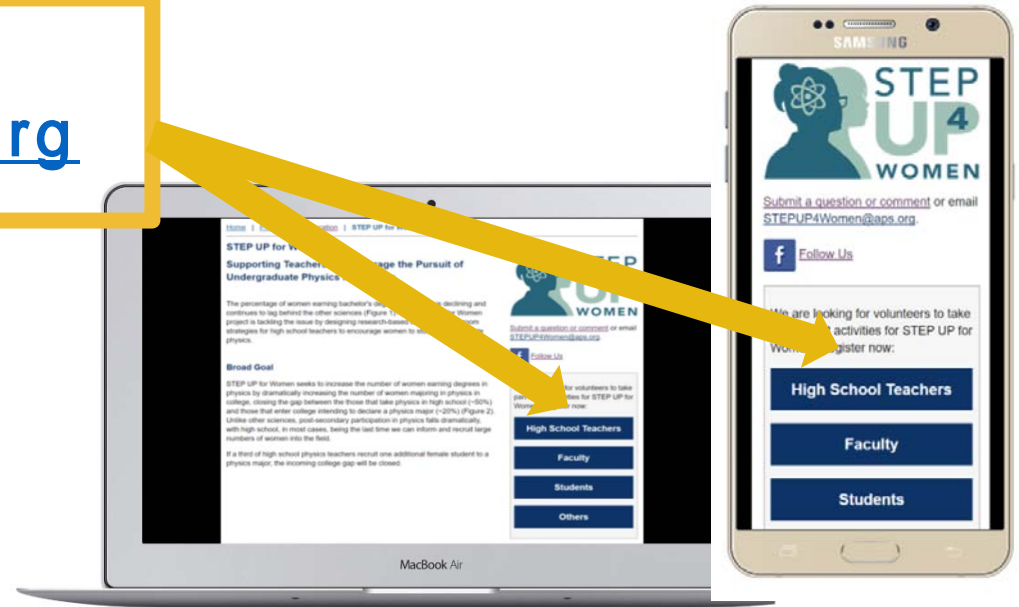 rg
SAMSUNG
STEP
UP
4
WOMEN
Submit a question or comment or email
STEPUP4Women@aps.org.
f Follow Us
We are looking for volunteers to take
activities for STEP UP for
register now:
High School Teachers
Faculty
Students
Home | | STEP UP for
STEP UP for
Supporting Teachers age the Pursuit of
Undergraduate Physics
The percentage of women earning bachelor's declining and
continues to lag behind the other sciences (Figure 1) Women
project is tackling the issue by designing research-based
strategies for high school teachers to encourage women to
physics.
Broad Goal
STEP UP for Women seeks to increase the number of women earning degrees in
physics by dramatically increasing the number of women majoring in physics in
college, closing the gap between the those that take physics in high school (~50%)
and those that enter college intending to declare a physics major (~20%) (Figure 2).
Unlike other sciences, post-secondary participation in physics falls dramatically,
with high school, in most cases, being the last time we can inform and recruit large
numbers of women into the field.
If a third of high school physics teachers recruit one additional female student to a
physics major, the incoming college gap will be closed.
WOMEN
Submit a question or comment or email
STEPUP4Women@aps.org.
Follow Us
for volunteers to take
for STEP UP for
now:
High School Teachers
Faculty
Students
Others
MacBook Air